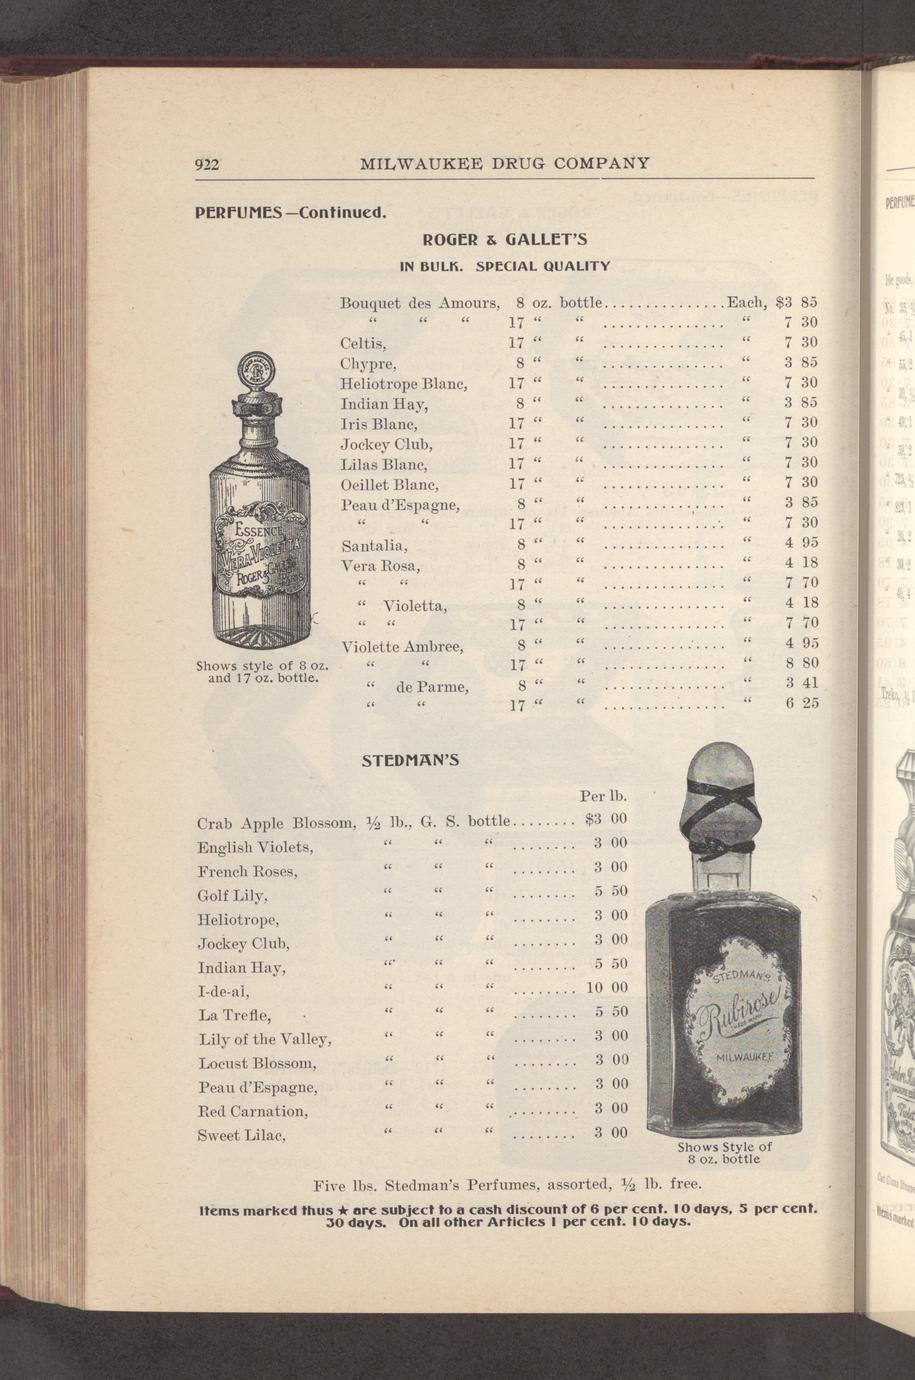 922 MILWAUKEE DRUG COMPANY
PERFUMES—Continued.
ROGER & GALLET'S
IN BULK. SPECIAL QUALITY
Bouquet des Amours, 8 oz. bottle...............Each, $3 85
“ “ “ 17 “ “ ............... “ 7 30
Celtis, 17 “ “ ............... “ 7 30
Chypre, 8 “ “ ............... “ 3 85
Heliotrope Blanc, 17 “ “ ............... “ 7 30
Indian Hay, 8 “ “ ............... “ 3 85
Iris Blanc, 17 “ “ ............... “ 7 30
Jockey Club, 17 “ “ ............... “ 7 30
Lilas Blanc, 17 “ “ ............... “ 7 30
Oeillet Blanc, 17 “ “ ............... “ 7 30
Peau d'Espagne, 8 “ “ ............... “ 3 85
“ “ 17 “ “ ............... “ 7 30
Santalia, 8 “ “ ............... “ 4 95
Vera Rosa, 8 “ “ ............... “ 4 18
“ “ 17 “ “ ............... “ 7 70
“ Violetta, 8 “ “ ............... “ 4 18
“ “ 17 “ “ ............... “ 7 70
Violette Ambree, 8 “ “ ............... “ 4 95
“ “ 17 “ “ ............... “ 8 80
“ de Parme, 8 “ “ ............... “ 3 41
“ “ 17 “ “ ............... “ 6 25
ESSENCE
VERA-VIOLETTA
ROGER & GALLET
PARIS
Shows style of 8 oz.
and 17 oz. bottle.
STEDMAN'S
Per lb.
Crab Apple Blossom, ½ lb., G. S. bottle........ $3 00
English Violets, “ “ “ ........ 3 00
French Roses, “ “ “ ........ 3 00
Golf Lily, “ “ “ ........ 5 50
Heliotrope, “ “ “ ........ 3 00
Jockey Club, “ “ “ ........ 3 00
Indian Hay, “ “ “ ........ 5 50
I-de-al, “ “ “ ........ 10 00
La Trefle, “ “ “ ........ 5 50
Lily of the Valley, “ “ “ ........ 3 00
Locust Blossom, “ “ “ ........ 3 00
Peau d'Espagne, “ “ “ ........ 3 00
Red Carnation, “ “ “ ........ 3 00
Sweet Lilac, “ “ “ ........ 3 00
STEDMAN'S
Rubirose
TRADE MARK
MILWAUKEE
Shows Style of
8 oz. bottle
Five lbs. Stedman's Perfumes, assorted, ½ lb. free.
Items marked thus ★ are subject to a cash discount of 6 per cent. 10 days, 5 per cent.
30 days. On all other Articles 1 per cent. 10 days.